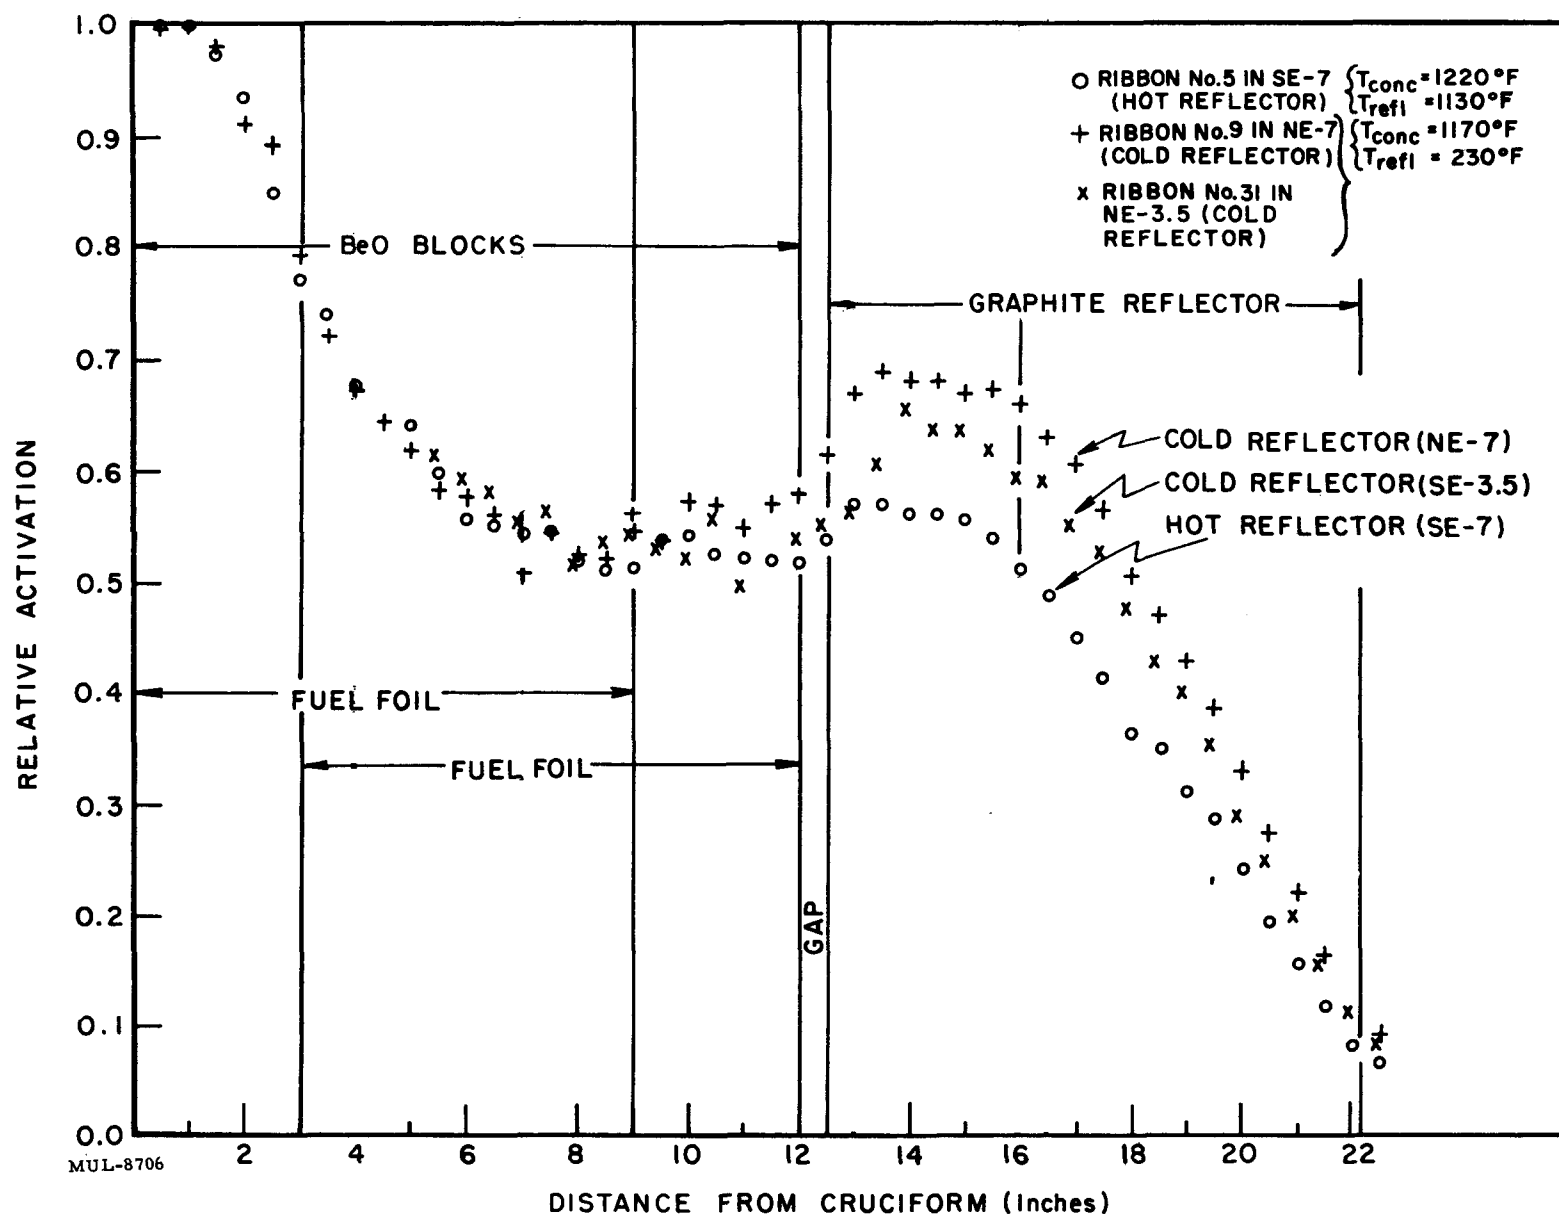 1.0
0.9
0.8
0.7
0.6
0.5
0.4
0.3
0.2
0.1
0.0
RELATIVE ACTIVATION
o RIBBON No.5 IN SE-7 {Tconc=1220°F
(HOT REFLECTOR) {Trefl =1130°F
+ RIBBON No.9 IN NE-7 {Tconc=1170°F
(COLD REFLECTOR) {Trefl = 230°F
x RIBBON No.31 IN
NE-3.5 (COLD
REFLECTOR)
BeO BLOCKS
GRAPHITE REFLECTOR
COLD REFLECTOR(NE-7)
COLD REFLECTOR(SE-3.5)
HOT REFLECTOR (SE-7)
FUEL FOIL
FUEL FOIL
GAP
2 4 6 8 10 12 14 16 18 20 22
MUL-8706
DISTANCE FROM CRUCIFORM (Inches)